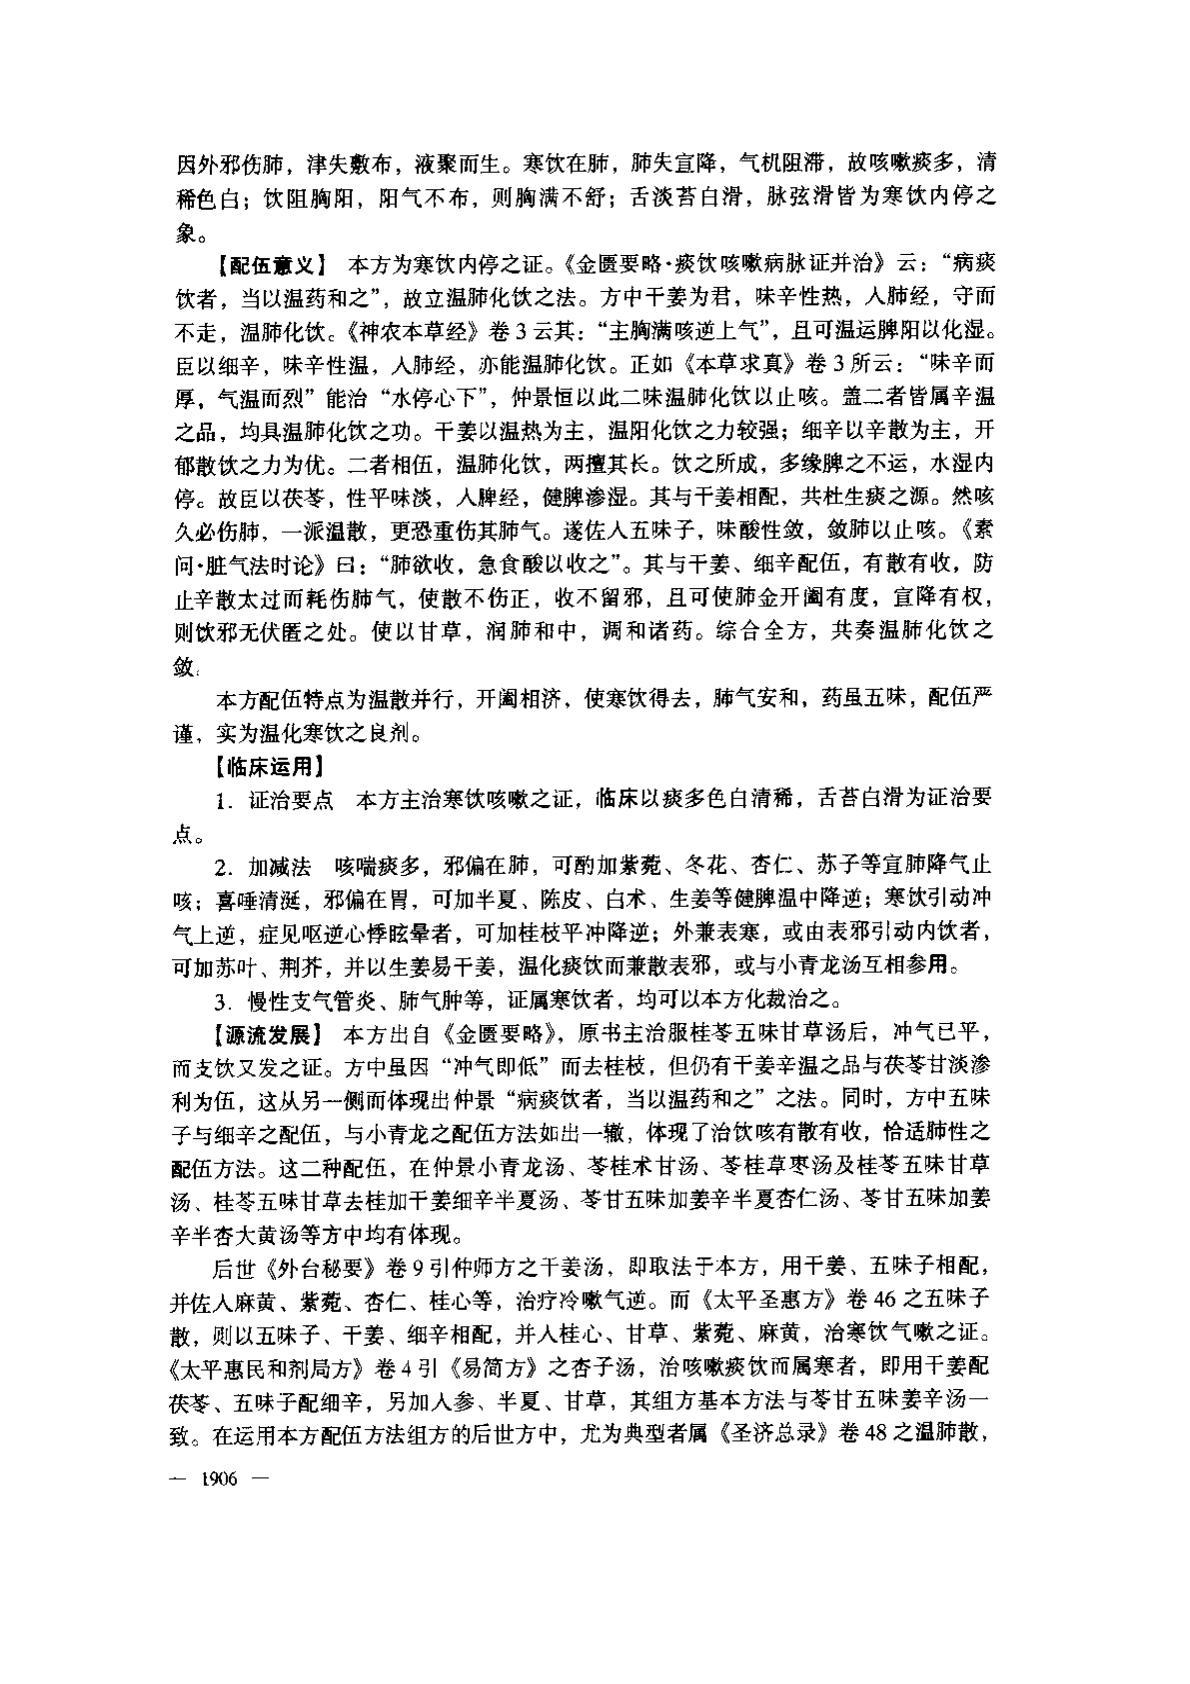 因外邪伤肺，津失敷布，液聚而生。寒饮在肺，肺失宣降，气机阻滞，故咳嗽痰多，清
稀色白；饮阻胸阳，阳气不布，则胸满不舒；舌淡苔白滑，脉弦滑皆为寒饮内停之
象。
【配伍意义】 本方为寒饮内停之证。《金匮要略·痰饮咳嗽病脉证并治》云：“病痰
饮者，当以温药和之”，故立温肺化饮之法。方中干姜为君，味辛性热，入肺经，守而
不走，温肺化饮。《神农本草经》卷3云其：“主胸满咳逆上气”，且可温运脾阳以化湿。
臣以细辛，味辛性温，入肺经，亦能温肺化饮。正如《本草求真》卷3所云：“味辛而
厚，气温而烈”能治“水停心下”，仲景恒以此二味温肺化饮以止咳。盖二者皆属辛温
之品，均具温肺化饮之功。干姜以温热为主，温阳化饮之力较强；细辛以辛散为主，开
郁散饮之力为优。二者相伍，温肺化饮，两擅其长。饮之所成，多缘脾之不运，水湿内
停。故臣以茯苓，性平味淡，入脾经，健脾渗湿。其与干姜相配，共杜生痰之源。然咳
久必伤肺，一派温散，更恐重伤其肺气。遂佐入五味子，味酸性敛，敛肺以止咳。《素
问·脏气法时论》曰：“肺欲收，急食酸以收之”。其与干姜、细辛配伍，有散有收，防
止辛散太过而耗伤肺气，使散不伤正，收不留邪，且可使肺金开阖有度，宣降有权，
则饮邪无伏匿之处。使以甘草，润肺和中，调和诸药。综合全方，共奏温肺化饮之
敛。
本方配伍特点为温散并行，开阖相济，使寒饮得去，肺气安和，药虽五味，配伍严
谨，实为温化寒饮之良剂。
【临床运用】
1. 证治要点 本方主治寒饮咳嗽之证，临床以痰多色白清稀，舌苔白滑为证治要
点。
2. 加减法 咳喘痰多，邪偏在肺，可酌加紫菀、冬花、杏仁、苏子等宣肺降气止
咳；喜唾清涎，邪偏在胃，可加半夏、陈皮、白术、生姜等健脾温中降逆；寒饮引动冲
气上逆，症见呕逆心悸眩晕者，可加桂枝平冲降逆；外兼表寒，或由表邪引动内饮者，
可加苏叶、荆芥，并以生姜易干姜，温化痰饮而兼散表邪，或与小青龙汤互相参用。
3. 慢性支气管炎、肺气肿等，证属寒饮者，均可以本方化裁治之。
【源流发展】 本方出自《金匮要略》，原书主治服桂苓五味甘草汤后，冲气已平，
而支饮又发之证。方中虽因“冲气即低”而去桂枝，但仍有干姜辛温之品与茯苓甘淡渗
利为伍，这从另一侧而体现出仲景“病痰饮者，当以温药和之”之法。同时，方中五味
子与细辛之配伍，与小青龙之配伍方法如出一辙，体现了治饮咳有散有收，恰适肺性之
配伍方法。这二种配伍，在仲景小青龙汤、苓桂术甘汤、苓桂草枣汤及桂苓五味甘草
汤、桂苓五味甘草去桂加干姜细辛半夏汤、苓甘五味加姜辛半夏杏仁汤、苓甘五味加姜
辛半杏大黄汤等方中均有体现。
后世《外台秘要》卷9引仲师方之干姜汤，即取法于本方，用干姜、五味子相配，
并佐入麻黄、紫菀、杏仁、桂心等，治疗冷嗽气逆。而《太平圣惠方》卷46之五味子
散，则以五味子、干姜、细辛相配，并入桂心、甘草、紫菀、麻黄，治寒饮气嗽之证。
《太平惠民和剂局方》卷4引《易简方》之杏子汤，治咳嗽痰饮而属寒者，即用干姜配
茯苓、五味子配细辛，另加人参、半夏、甘草，其组方基本方法与苓甘五味姜辛汤一
致。在运用本方配伍方法组方的后世方中，尤为典型者属《圣济总录》卷48之温肺散，
— 1906 —